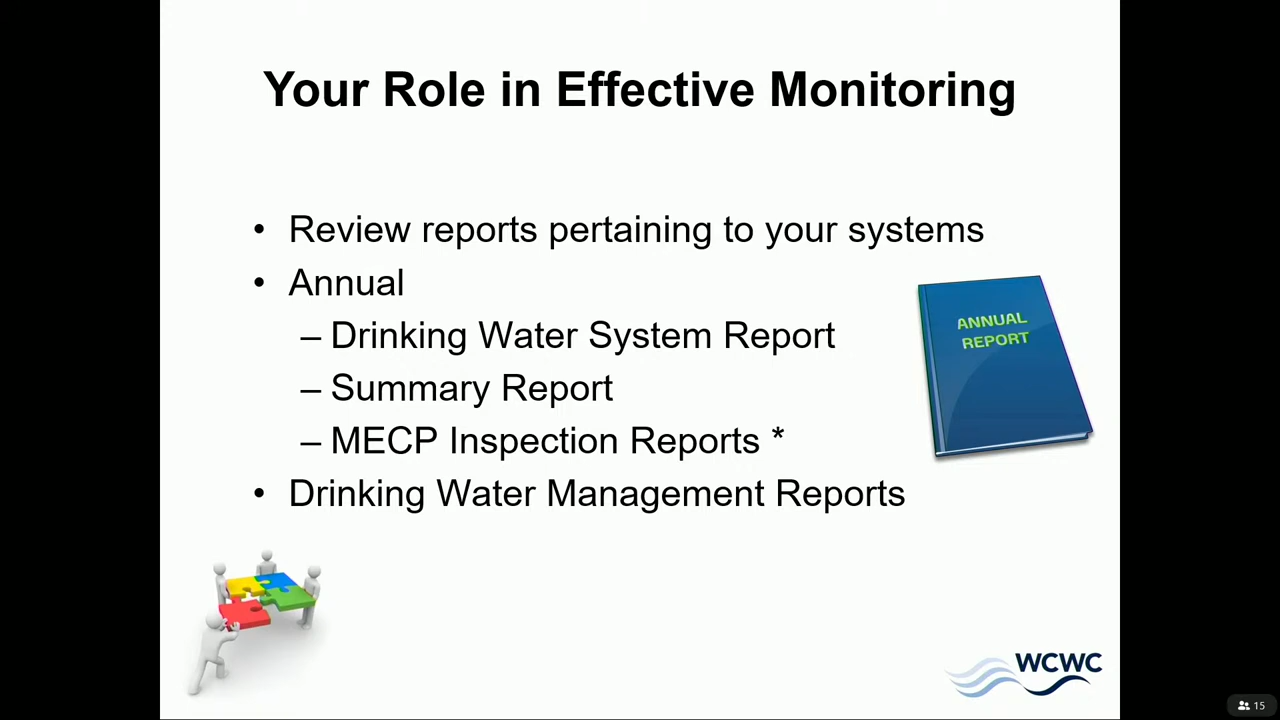 Your Role in Effective Monitoring
• Review reports pertaining to your systems
• Annual
– Drinking Water System Report
– Summary Report
– MECP Inspection Reports *
• Drinking Water Management Reports
ANNUAL
REPORT
WCWC
15